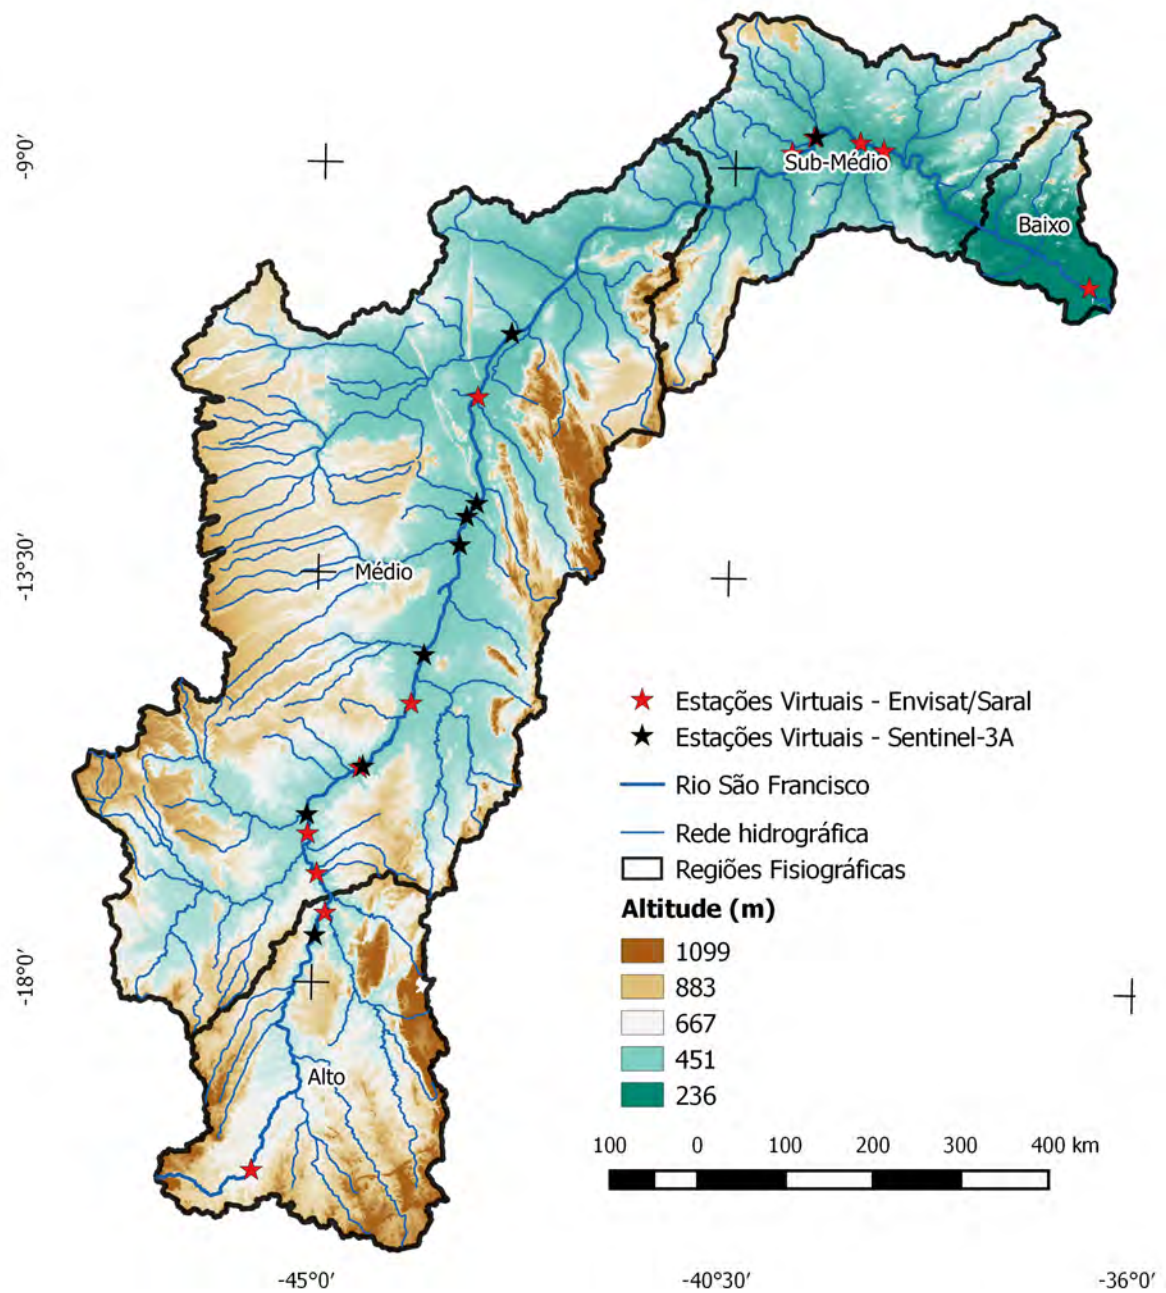 -9°0'
Sub-Médio
Baixo
-13°30'
Médio
Estações Virtuais - Envisat/Saral
Estações Virtuais - Sentinel-3A
Rio São Francisco
Rede hidrográfica
Regiões Fisiográficas
Altitude (m)
1099
883
667
451
236
-18°0'
Alto
100 0 100 200 300 400 km
-45°0' -40°30' -36°0'